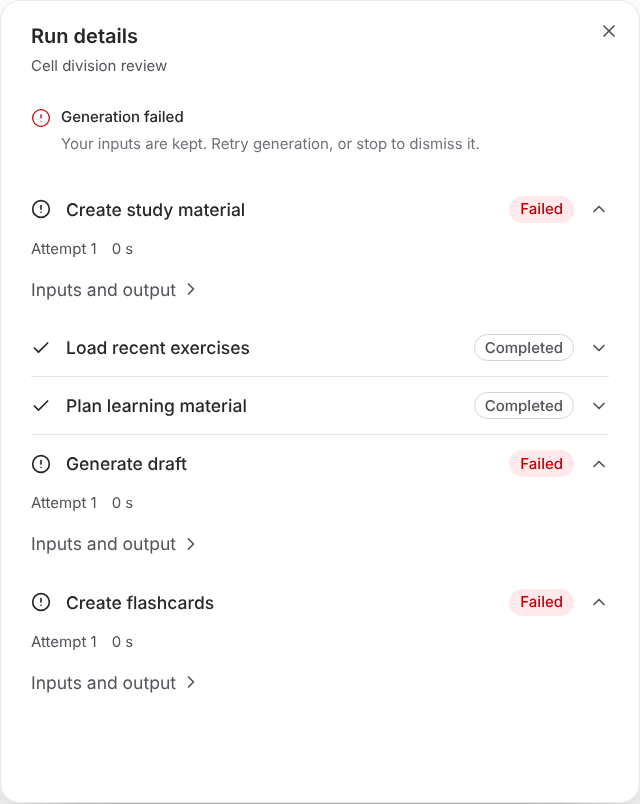 Run details
Cell division review
Generation failed
Your inputs are kept. Retry generation, or stop to dismiss it.
Create study material Failed
Attempt 1 0 s
Inputs and output
Load recent exercises Completed
Plan learning material Completed
Generate draft Failed
Attempt 1 0 s
Inputs and output
Create flashcards Failed
Attempt 1 0 s
Inputs and output